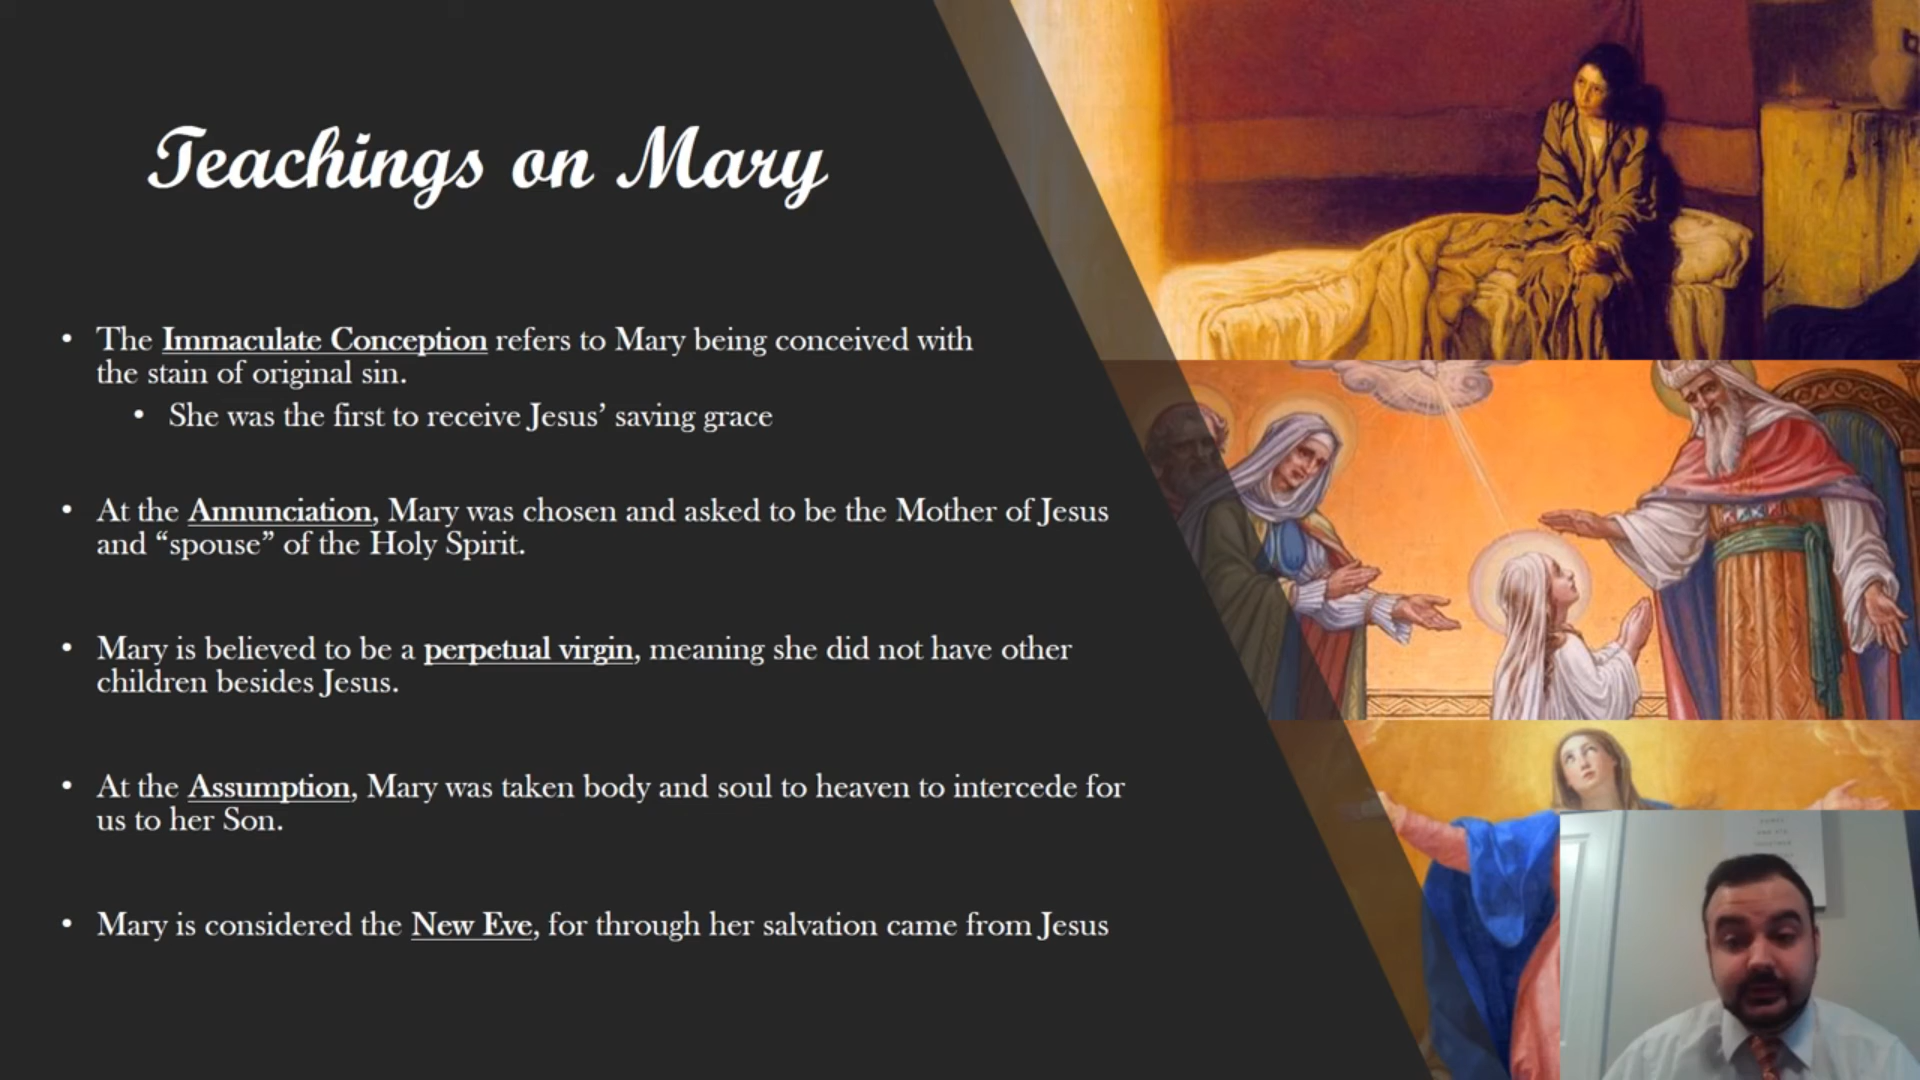 Teachings on Mary
• The Immaculate Conception refers to Mary being conceived with
the stain of original sin.
• She was the first to receive Jesus’ saving grace
• At the Annunciation, Mary was chosen and asked to be the Mother of Jesus
and “spouse” of the Holy Spirit.
• Mary is believed to be a perpetual virgin, meaning she did not have other
children besides Jesus.
• At the Assumption, Mary was taken body and soul to heaven to intercede for
us to her Son.
• Mary is considered the New Eve, for through her salvation came from Jesus